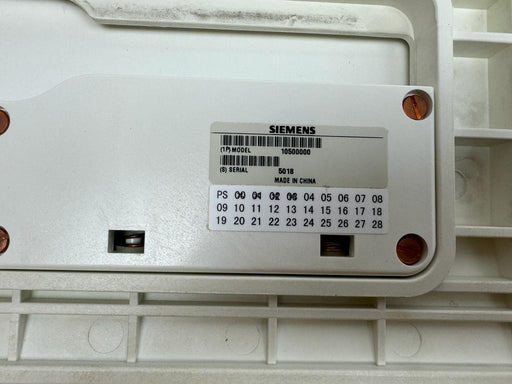 SIEMENS
(1P) MODEL 10500000
(S) SERIAL 5018
MADE IN CHINA
PS 00 01 02 03 04 05 06 07 08
09 10 11 12 13 14 15 16 17 18
19 20 21 22 23 24 25 26 27 28